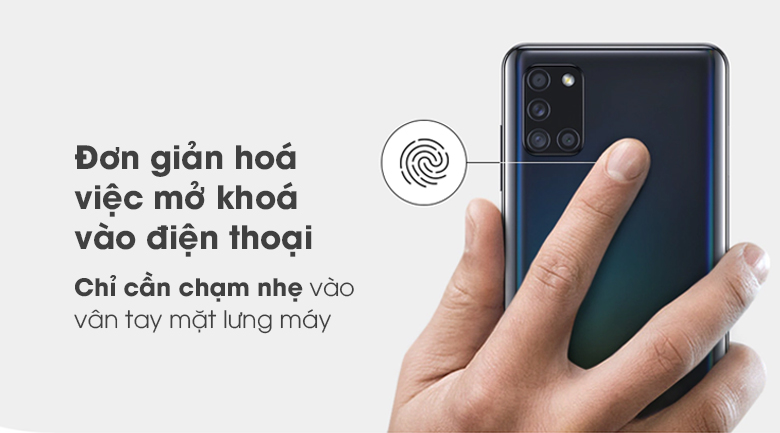 Đơn giản hoá
việc mở khoá
vào điện thoại
Chỉ cần chạm nhẹ vào
vân tay mặt lưng máy